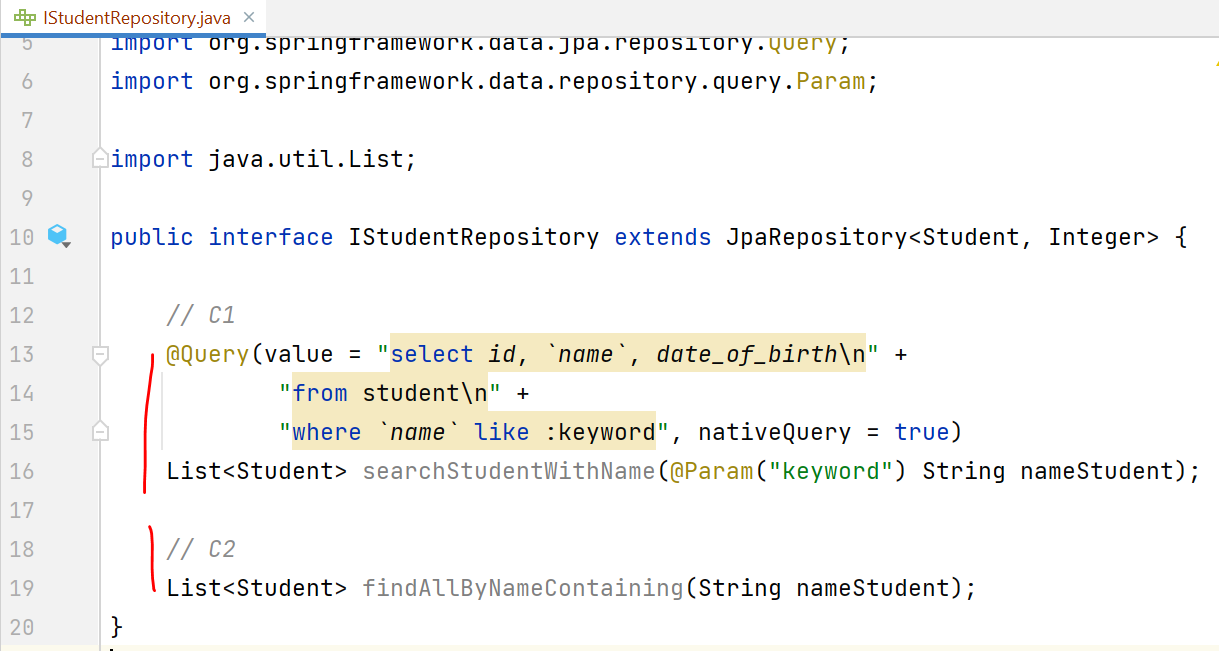 IStudentRepository.java ×
5 import org.springframework.data.jpa.repository.Query;
6 import org.springframework.data.repository.query.Param;
7
8 import java.util.List;
9
10 public interface IStudentRepository extends JpaRepository<Student, Integer> {
11
12 // C1
13 @Query(value = "select id, `name`, date_of_birth\n" +
14 "from student\n" +
15 "where `name` like :keyword", nativeQuery = true)
16 List<Student> searchStudentWithName(@Param("keyword") String nameStudent);
17
18 // C2
19 List<Student> findAllByNameContaining(String nameStudent);
20 }